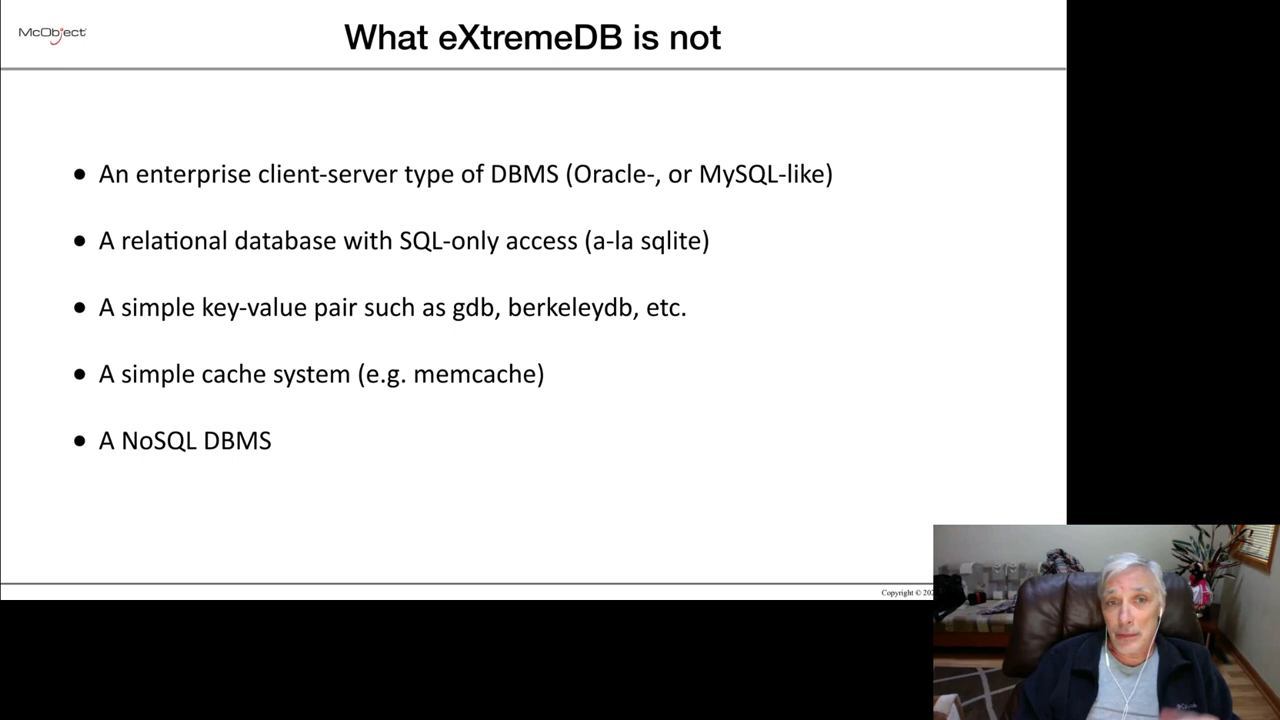 McObject
What eXtremeDB is not
● An enterprise client-server type of DBMS (Oracle-, or MySQL-like)
● A relational database with SQL-only access (a-la sqlite)
● A simple key-value pair such as gdb, berkeleydb, etc.
● A simple cache system (e.g. memcache)
● A NoSQL DBMS
Copyright ©